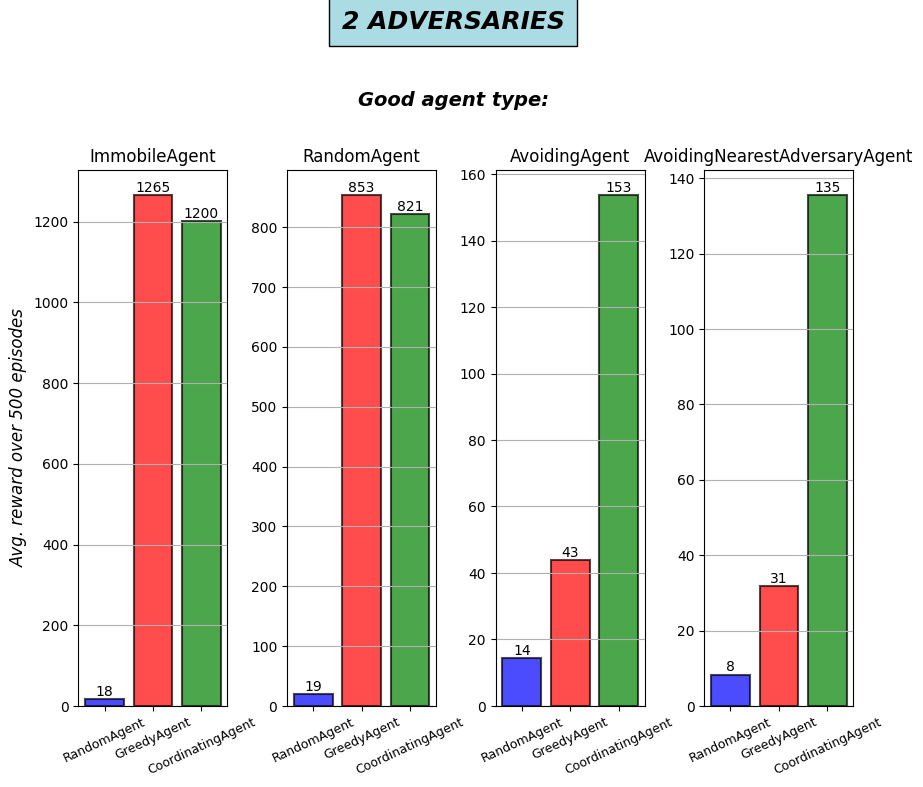 2 ADVERSARIES
Good agent type:
ImmobileAgent
RandomAgent
AvoidingAgent
AvoidingNearestAdversaryAgent
Avg. reward over 500 episodes
1200
1000
800
600
400
200
0
18
1265
1200
RandomAgent
GreedyAgent
CoordinatingAgent
800
700
600
500
400
300
200
100
0
19
853
821
RandomAgent
GreedyAgent
CoordinatingAgent
160
140
120
100
80
60
40
20
0
14
43
153
RandomAgent
GreedyAgent
CoordinatingAgent
140
120
100
80
60
40
20
0
8
31
135
RandomAgent
GreedyAgent
CoordinatingAgent